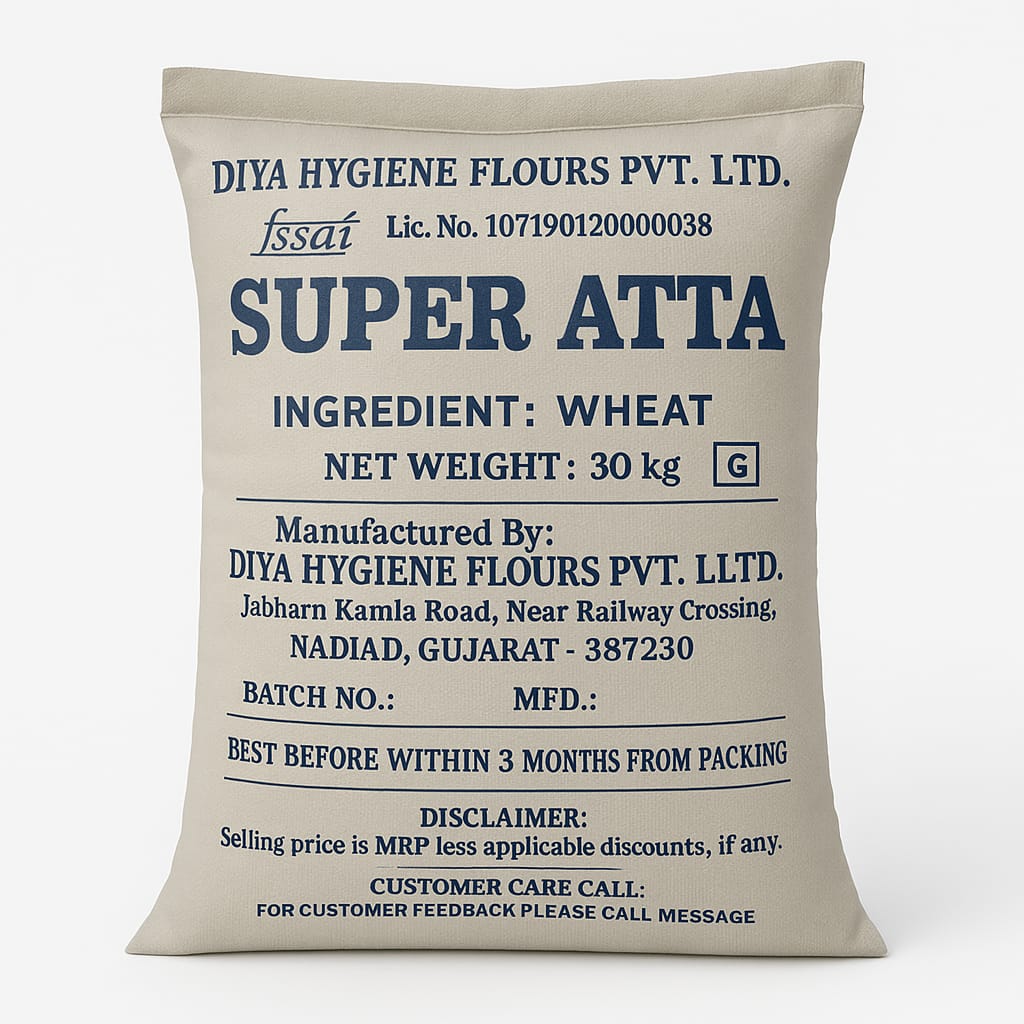 DIYA HYGIENE FLOURS PVT. LTD.
fssaí Lic. No. 107190120000038
SUPER ATTA
INGREDIENT: WHEAT
NET WEIGHT: 30 kg G
Manufactured By:
DIYA HYGIENE FLOURS PVT. LLTD.
Jabharn Kamla Road, Near Railway Crossing,
NADIAD, GUJARAT - 387230
BATCH NO.: MFD.:
BEST BEFORE WITHIN 3 MONTHS FROM PACKING
DISCLAIMER:
Selling price is MRP less applicable discounts, if any.
CUSTOMER CARE CALL:
FOR CUSTOMER FEEDBACK PLEASE CALL MESSAGE